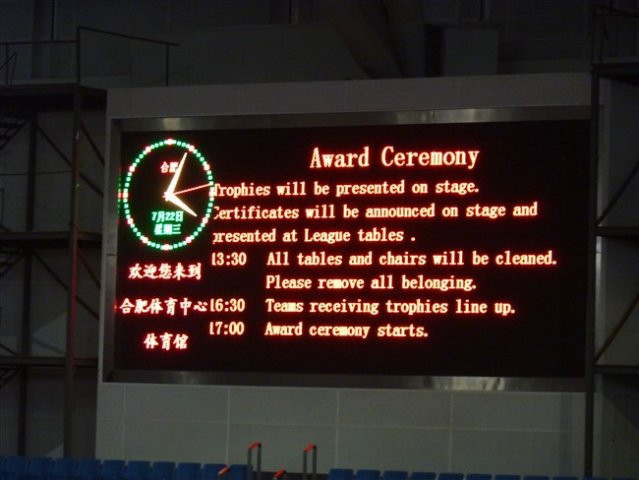 合肥
7月22日
星期三
欢迎您来到
合肥体育中心
体育馆
Award Ceremony
Trophies will be presented on stage.
Certificates will be announced on stage and
presented at League tables .
13:30 All tables and chairs will be cleaned.
Please remove all belonging.
16:30 Teams receiving trophies line up.
17:00 Award ceremony starts.